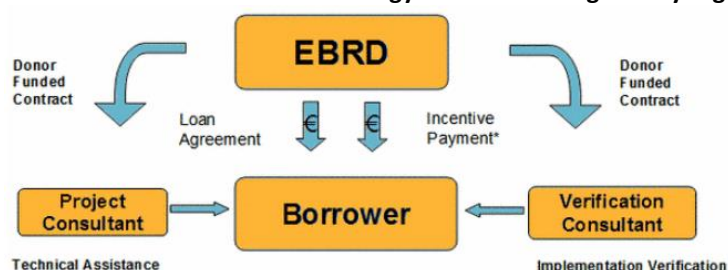 EBRD
Donor
Funded
Contract
Donor
Funded
Contract
Loan
Agreement
€
€
Incentive
Payment*
Project
Consultant
Borrower
Verification
Consultant
Technical Assistance
Implementation Verification